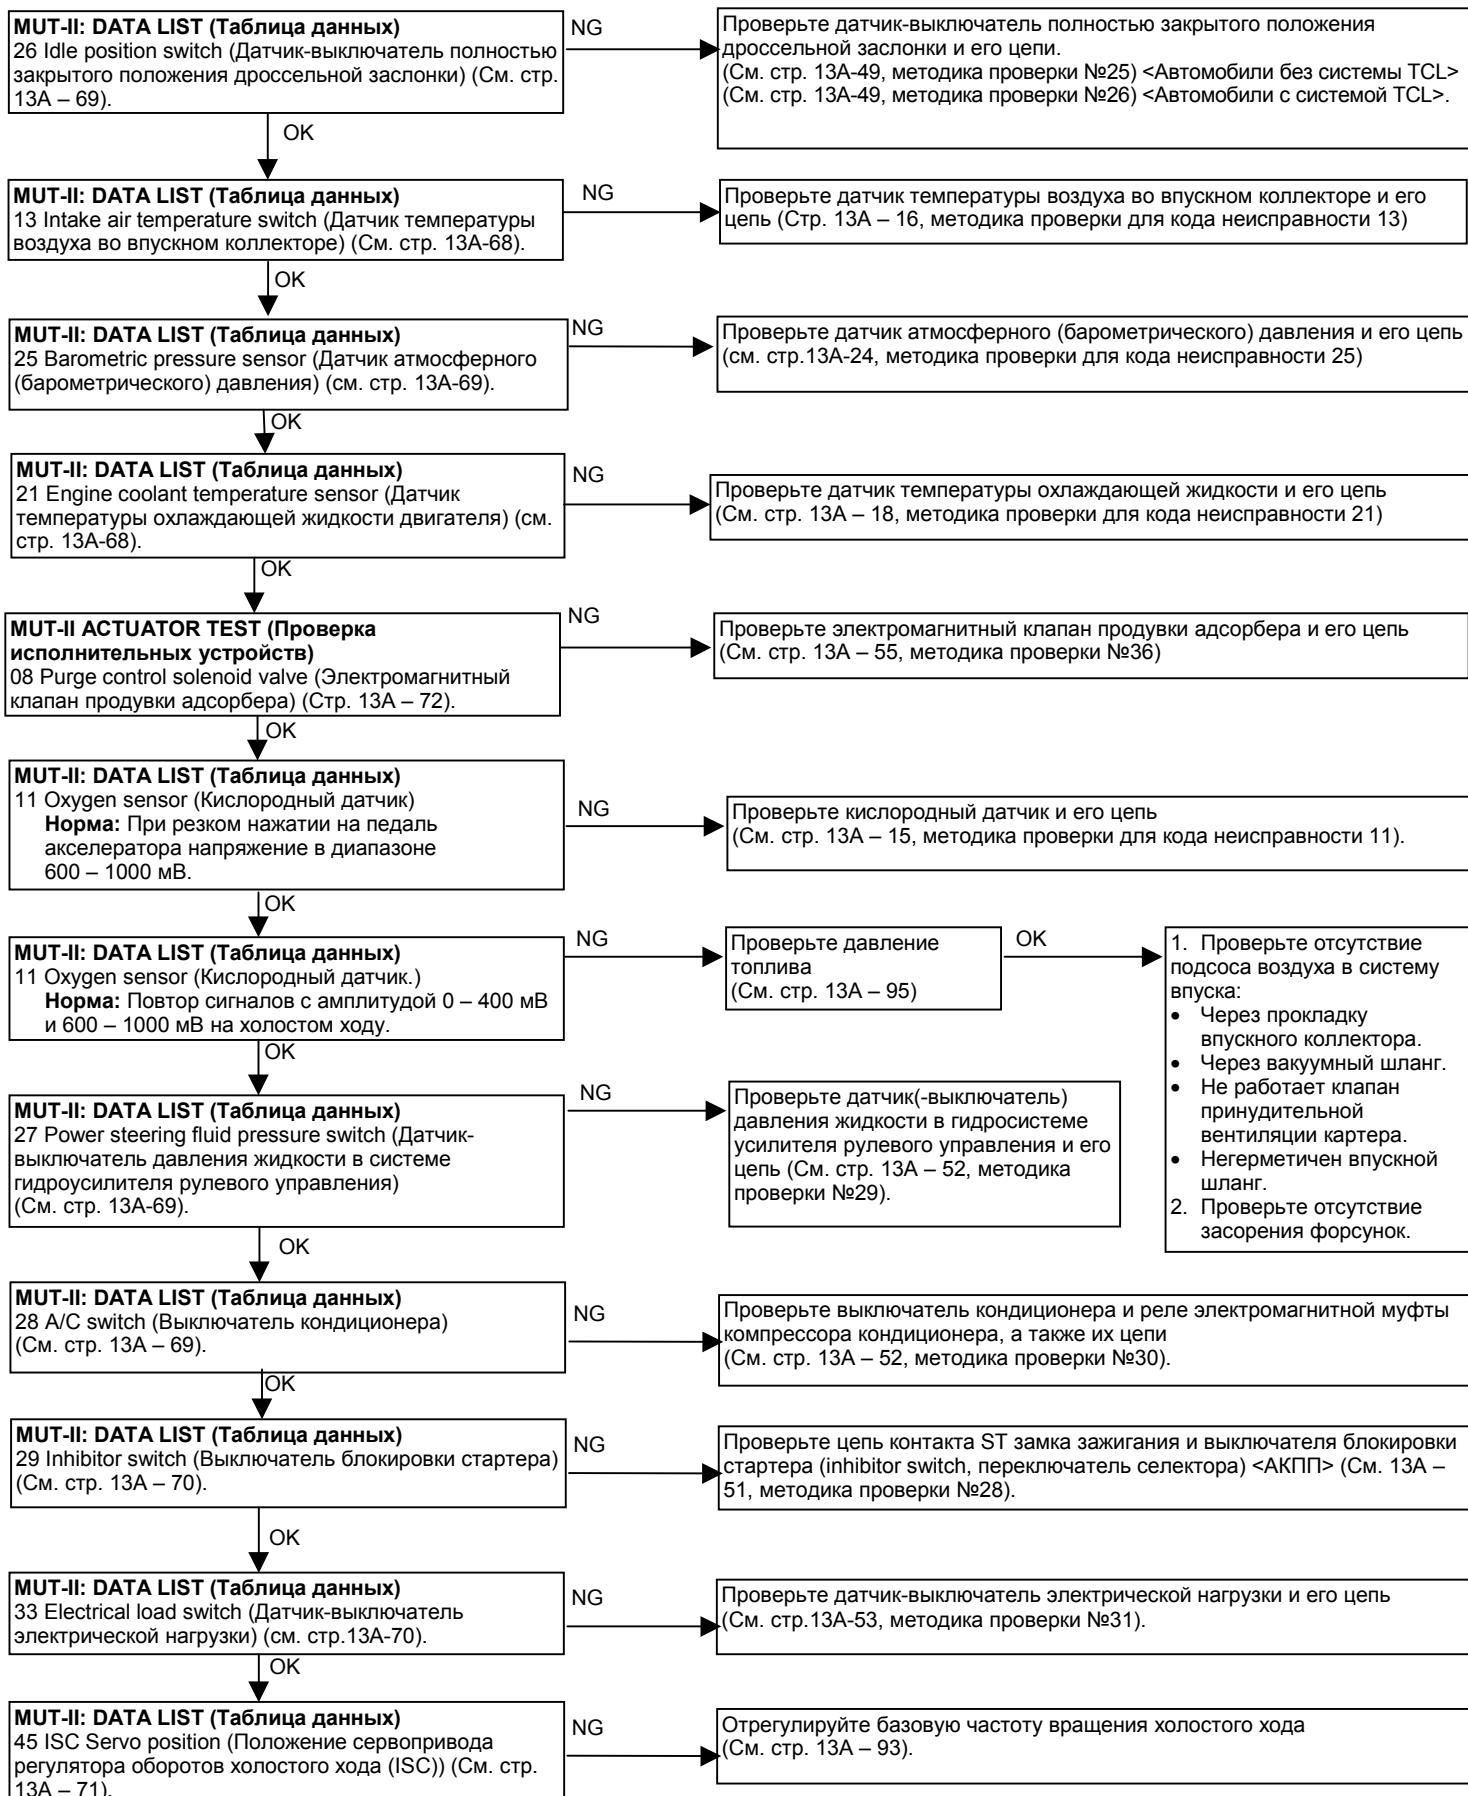 MUT-II: DATA LIST (Таблица данных)
26 Idle position switch (Датчик-выключатель полностью
закрытого положения дроссельной заслонки) (См. стр.
13А – 69).
NG
Проверьте датчик-выключатель полностью закрытого положения
дроссельной заслонки и его цепи.
(См. стр. 13А-49, методика проверки №25) <Автомобили без системы TCL>
(См. стр. 13А-49, методика проверки №26) <Автомобили с системой TCL>.
OK
MUT-II: DATA LIST (Таблица данных)
13 Intake air temperature switch (Датчик температуры
воздуха во впускном коллекторе) (См. стр. 13А-68).
NG
Проверьте датчик температуры воздуха во впускном коллекторе и его
цепь (Стр. 13А – 16, методика проверки для кода неисправности 13)
OK
MUT-II: DATA LIST (Таблица данных)
25 Barometric pressure sensor (Датчик атмосферного
(барометрического) давления) (см. стр. 13А-69).
NG
Проверьте датчик атмосферного (барометрического) давления и его цепь
(см. стр.13А-24, методика проверки для кода неисправности 25)
OK
MUT-II: DATA LIST (Таблица данных)
21 Engine coolant temperature sensor (Датчик
температуры охлаждающей жидкости двигателя) (см.
стр. 13А-68).
NG
Проверьте датчик температуры охлаждающей жидкости и его цепь
(См. стр. 13А – 18, методика проверки для кода неисправности 21)
OK
MUT-II ACTUATOR TEST (Проверка
исполнительных устройств)
08 Purge control solenoid valve (Электромагнитный
клапан продувки адсорбера) (Стр. 13А – 72).
NG
Проверьте электромагнитный клапан продувки адсорбера и его цепь
(См. стр. 13А – 55, методика проверки №36)
OK
MUT-II: DATA LIST (Таблица данных)
11 Oxygen sensor (Кислородный датчик)
Норма: При резком нажатии на педаль
акселератора напряжение в диапазоне
600 – 1000 мВ.
NG
Проверьте кислородный датчик и его цепь
(См. стр. 13А – 15, методика проверки для кода неисправности 11).
OK
MUT-II: DATA LIST (Таблица данных)
11 Oxygen sensor (Кислородный датчик.)
Норма: Повтор сигналов с амплитудой 0 – 400 мВ
и 600 – 1000 мВ на холостом ходу.
NG
Проверьте давление
топлива
(См. стр. 13А – 95)
OK
1. Проверьте отсутствие
подсоса воздуха в систему
впуска:
• Через прокладку
впускного коллектора.
• Через вакуумный шланг.
• Не работает клапан
принудительной
вентиляции картера.
• Негерметичен впускной
шланг.
2. Проверьте отсутствие
засорения форсунок.
OK
MUT-II: DATA LIST (Таблица данных)
27 Power steering fluid pressure switch (Датчик-
выключатель давления жидкости в системе
гидроусилителя рулевого управления)
(См. стр. 13А-69).
NG
Проверьте датчик(-выключатель)
давления жидкости в гидросистеме
усилителя рулевого управления и его
цепь (См. стр. 13А – 52, методика
проверки №29).
OK
MUT-II: DATA LIST (Таблица данных)
28 A/C switch (Выключатель кондиционера)
(См. стр. 13А – 69).
NG
Проверьте выключатель кондиционера и реле электромагнитной муфты
компрессора кондиционера, а также их цепи
(См. стр. 13А – 52, методика проверки №30).
OK
MUT-II: DATA LIST (Таблица данных)
29 Inhibitor switch (Выключатель блокировки стартера)
(См. стр. 13А – 70).
NG
Проверьте цепь контакта ST замка зажигания и выключателя блокировки
стартера (inhibitor switch, переключатель селектора) <АКПП> (См. 13А –
51, методика проверки №28).
OK
MUT-II: DATA LIST (Таблица данных)
33 Electrical load switch (Датчик-выключатель
электрической нагрузки) (см. стр.13А-70).
NG
Проверьте датчик-выключатель электрической нагрузки и его цепь
(См. стр.13А-53, методика проверки №31).
OK
MUT-II: DATA LIST (Таблица данных)
45 ISC Servo position (Положение сервопривода
регулятора оборотов холостого хода (ISC)) (См. стр.
13А – 71).
NG
Отрегулируйте базовую частоту вращения холостого хода
(См. стр. 13А – 93).